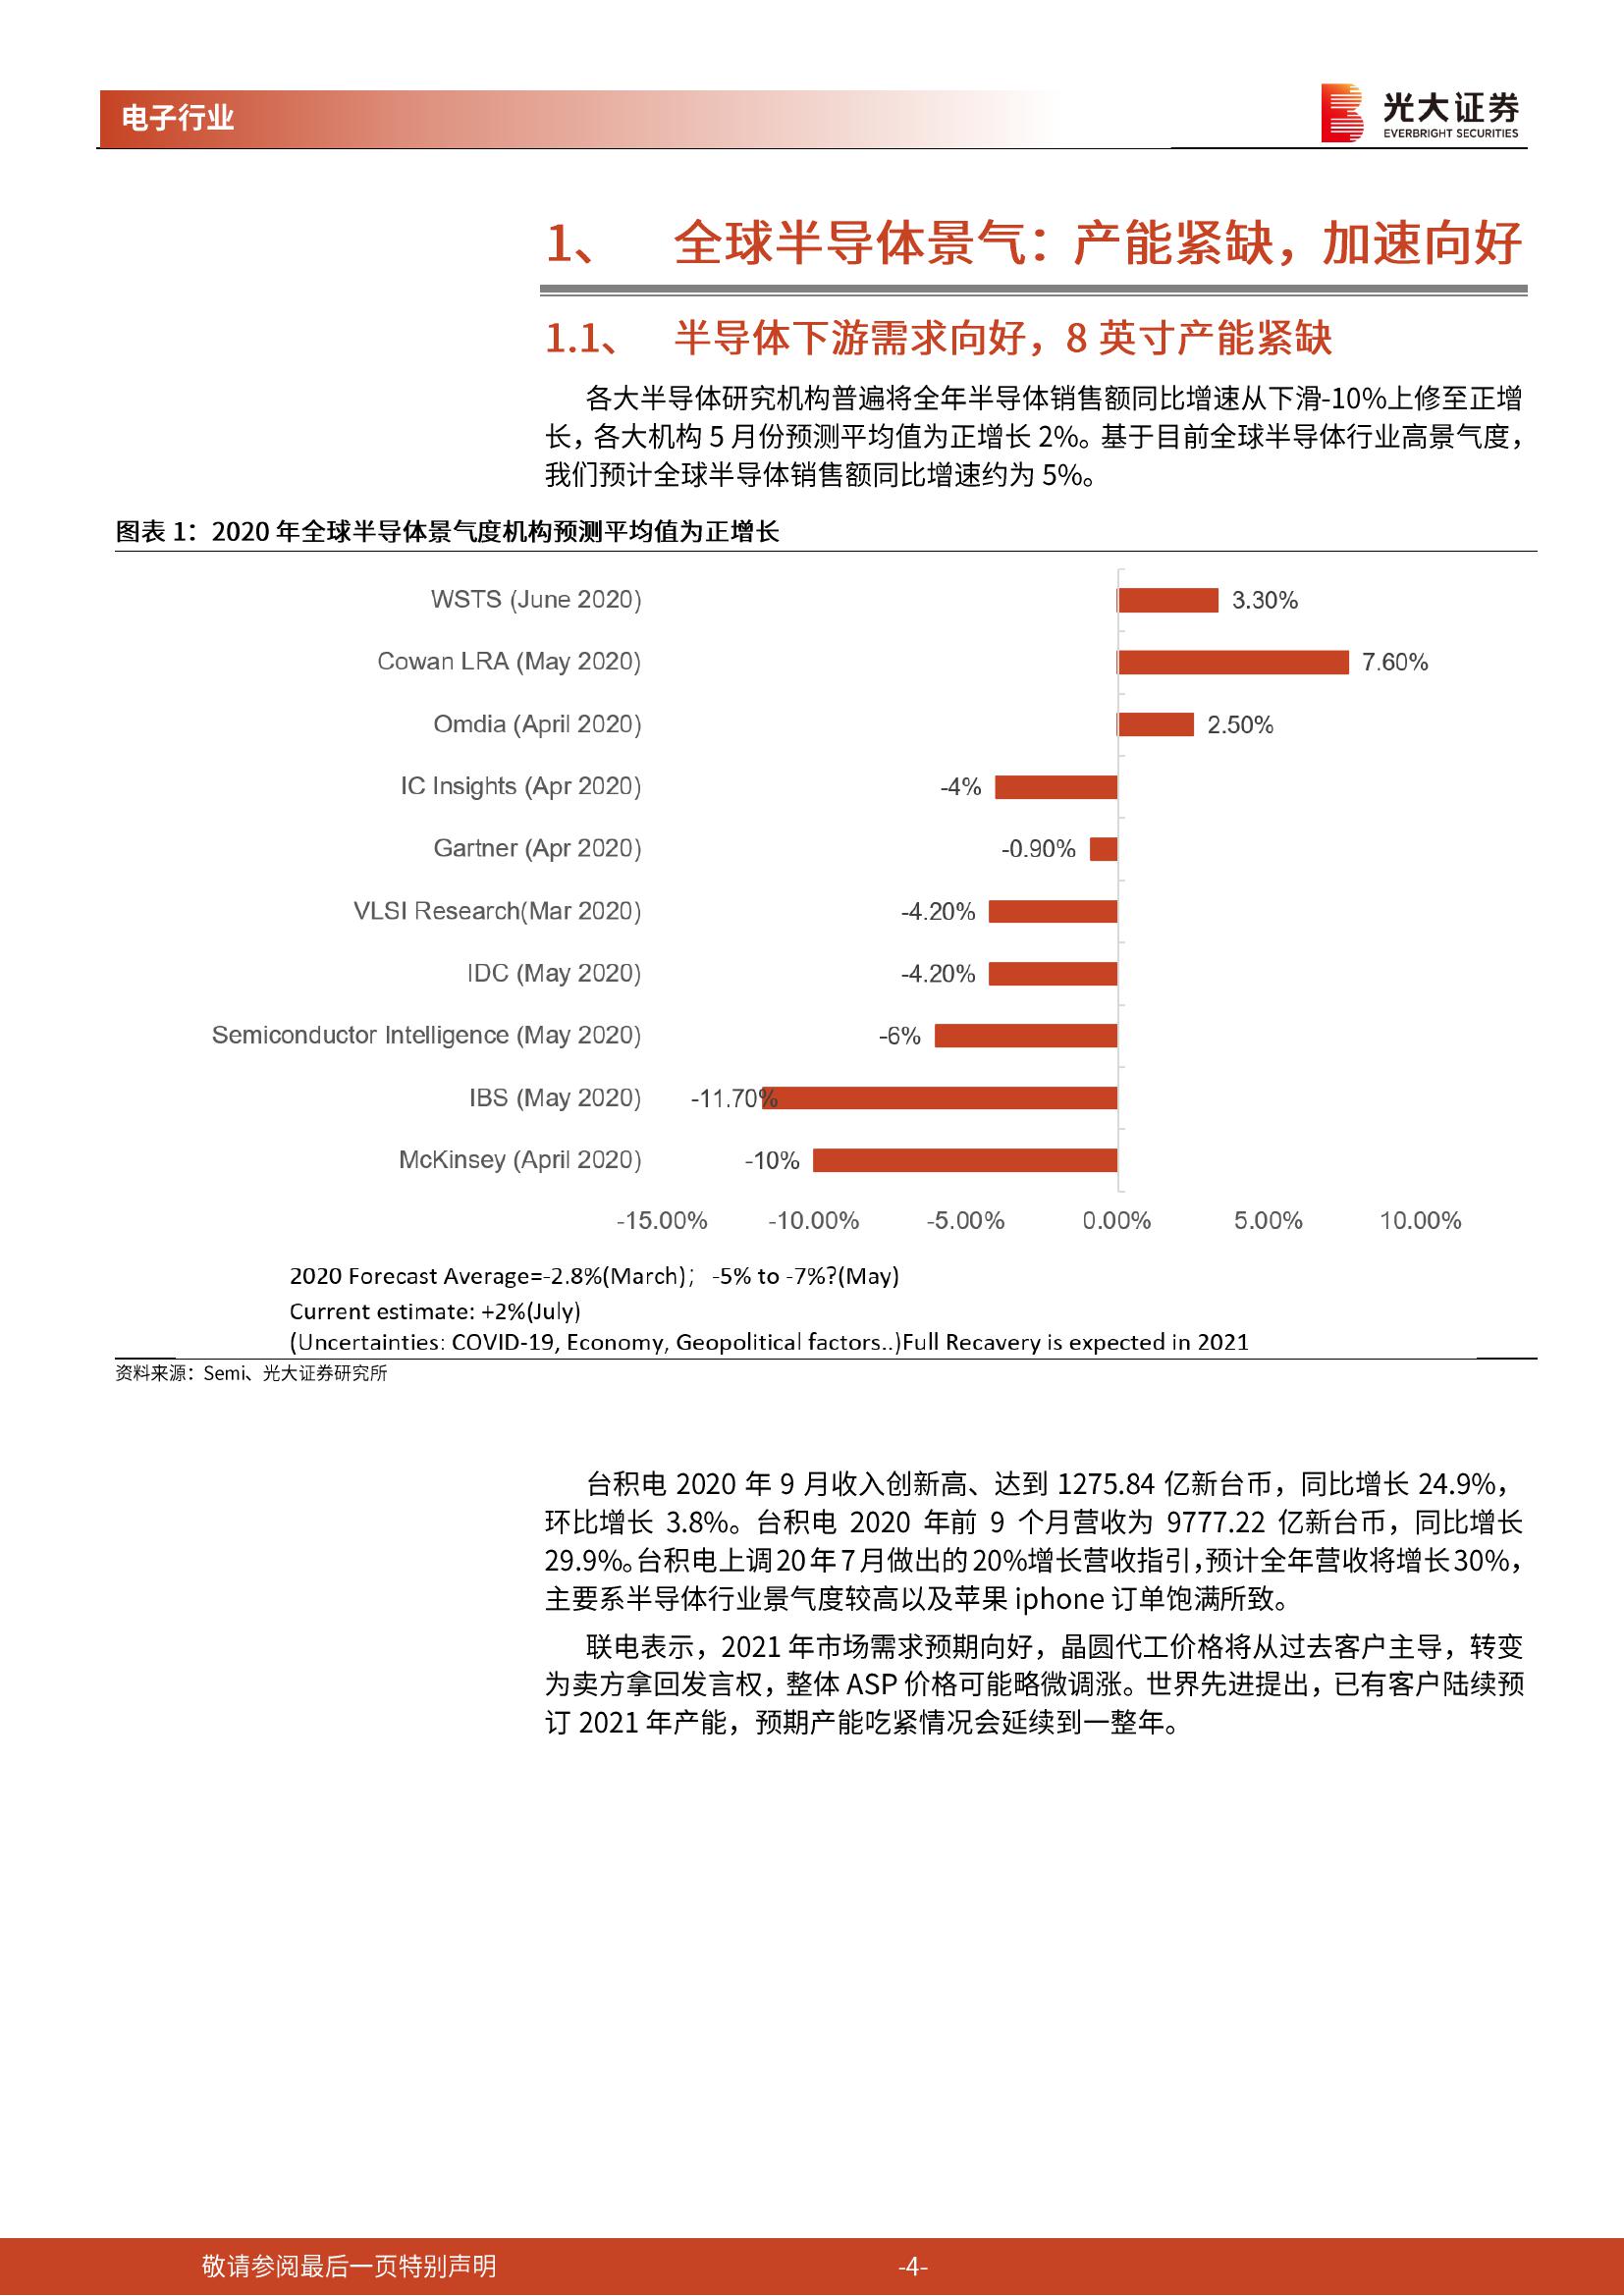 电子行业
光大证券
EVERBRIGHT SECURITIES
1、 全球半导体景气：产能紧缺，加速向好
1.1、 半导体下游需求向好，8 英寸产能紧缺
各大半导体研究机构普遍将全年半导体销售额同比增速从下滑-10%上修至正增
长，各大机构 5 月份预测平均值为正增长 2%。基于目前全球半导体行业高景气度，
我们预计全球半导体销售额同比增速约为 5%。
图表 1：2020 年全球半导体景气度机构预测平均值为正增长
WSTS (June 2020) 3.30%
Cowan LRA (May 2020) 7.60%
Omdia (April 2020) 2.50%
IC Insights (Apr 2020) -4%
Gartner (Apr 2020) -0.90%
VLSI Research(Mar 2020) -4.20%
IDC (May 2020) -4.20%
Semiconductor Intelligence (May 2020) -6%
IBS (May 2020) -11.70%
McKinsey (April 2020) -10%
-15.00% -10.00% -5.00% 0.00% 5.00% 10.00%
2020 Forecast Average=-2.8%(March)； -5% to -7%?(May)
Current estimate: +2%(July)
(Uncertainties: COVID-19, Economy, Geopolitical factors..)Full Recavery is expected in 2021
资料来源：Semi、光大证券研究所
台积电 2020 年 9 月收入创新高、达到 1275.84 亿新台币，同比增长 24.9%，
环比增长 3.8%。台积电 2020 年前 9 个月营收为 9777.22 亿新台币，同比增长
29.9%。台积电上调 20 年 7 月做出的 20%增长营收指引，预计全年营收将增长 30%，
主要系半导体行业景气度较高以及苹果 iphone 订单饱满所致。
联电表示，2021 年市场需求预期向好，晶圆代工价格将从过去客户主导，转变
为卖方拿回发言权，整体 ASP 价格可能略微调涨。世界先进提出，已有客户陆续预
订 2021 年产能，预期产能吃紧情况会延续到一整年。
敬请参阅最后一页特别声明 -4-